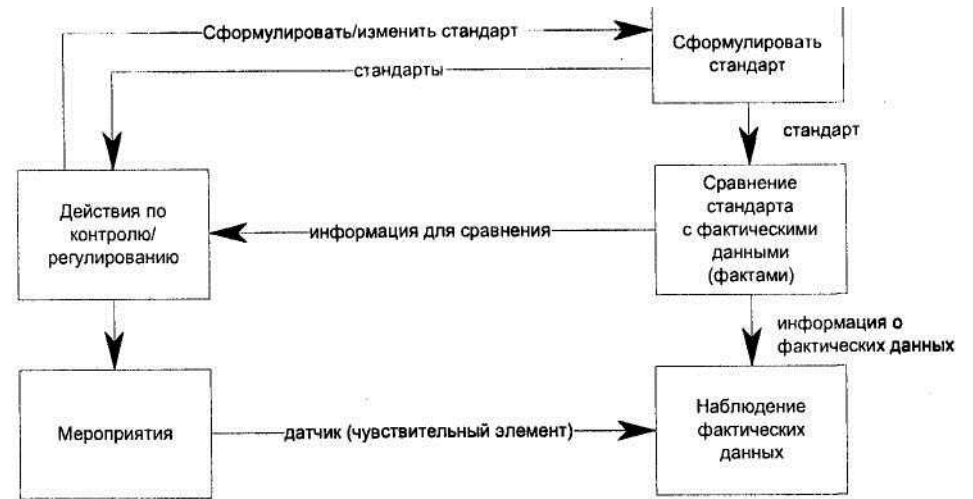 Сформулировать/изменить стандарт
Сформулировать
стандарт
стандарты
стандарт
Действия по
контролю/
регулированию
информация для сравнения
Сравнение
стандарта
с фактическими
данными
(фактами)
информация о
фактических данных
Мероприятия
датчик (чувствительный элемент)
Наблюдение
фактических
данных